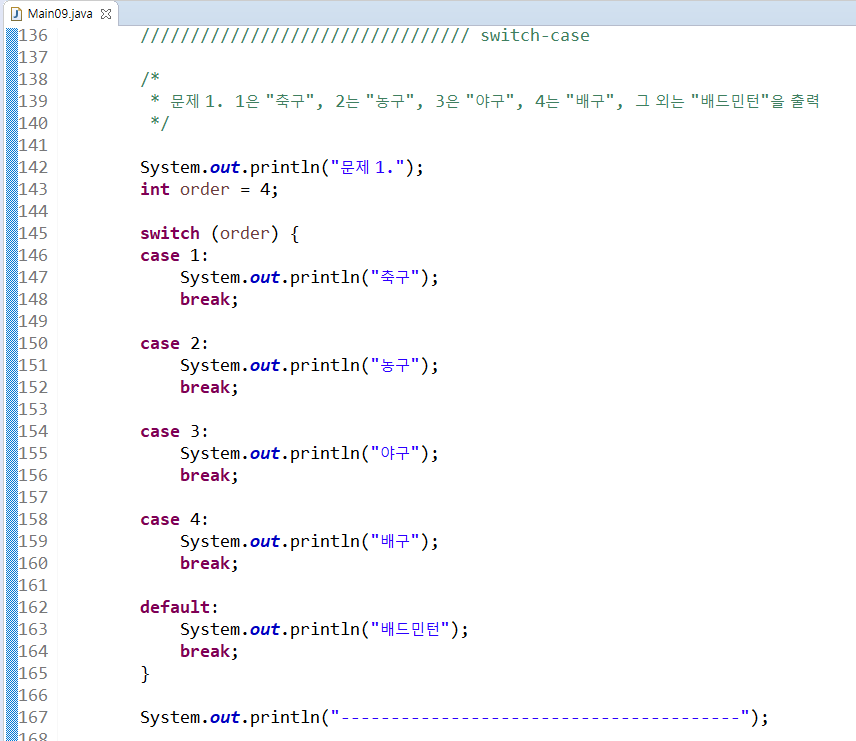 Main09.java
136 ///////////////////////////////// switch-case
137
138 /*
139 * 문제 1. 1은 "축구", 2는 "농구", 3은 "야구", 4는 "배구", 그 외는 "배드민턴"을 출력
140 */
141
142 System.out.println("문제 1.");
143 int order = 4;
144
145 switch (order) {
146 case 1:
147 System.out.println("축구");
148 break;
149
150 case 2:
151 System.out.println("농구");
152 break;
153
154 case 3:
155 System.out.println("야구");
156 break;
157
158 case 4:
159 System.out.println("배구");
160 break;
161
162 default:
163 System.out.println("배드민턴");
164 break;
165 }
166
167 System.out.println("----------------------------------------");
168